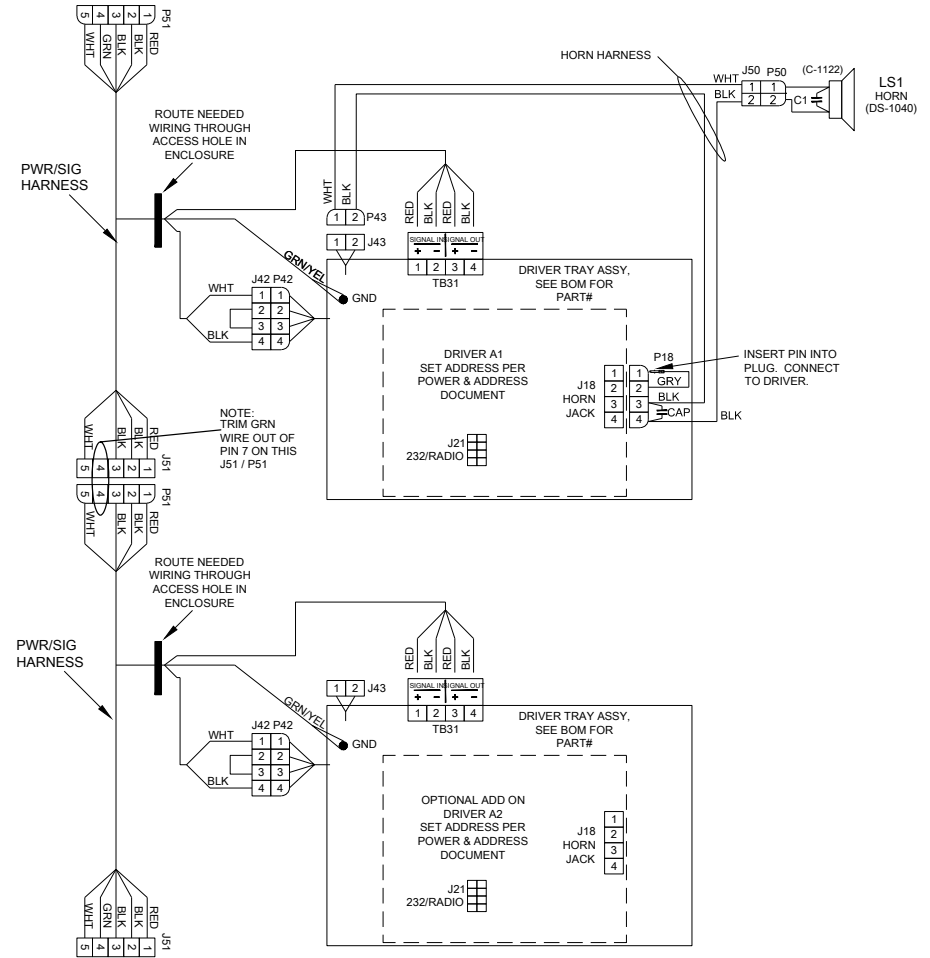 5 4 3 2 1 P51
WHT GRN BLK BLK RED
ROUTE NEEDED
WIRING THROUGH
ACCESS HOLE IN
ENCLOSURE
PWR/SIG
HARNESS
HORN HARNESS
WHT
BLK
J50 P50
1 1
2 2
(C-1122)
C1
LS1
HORN
(DS-1040)
WHT
BLK
1 2 P43
1 2 J43
RED BLK RED BLK
SIGNAL IN SIGNAL OUT
+ - + -
1 2 3 4
TB31
GRN/YEL
GND
J42 P42
WHT
1 1
2 2
3 3
BLK
4 4
DRIVER TRAY ASSY,
SEE BOM FOR
PART#
DRIVER A1
SET ADDRESS PER
POWER & ADDRESS
DOCUMENT
J18
HORN
JACK
1 1
2 2
3 3
4 4
P18
GRY
BLK
CAP
BLK
INSERT PIN INTO
PLUG. CONNECT
TO DRIVER.
J21
232/RADIO
NOTE:
TRIM GRN
WIRE OUT OF
PIN 7 ON THIS
J51 / P51
WHT BLK BLK RED
5 4 3 2 1 J51
5 4 3 2 1 P51
WHT BLK BLK RED
ROUTE NEEDED
WIRING THROUGH
ACCESS HOLE IN
ENCLOSURE
PWR/SIG
HARNESS
1 2 J43
RED BLK RED BLK
SIGNAL IN SIGNAL OUT
+ - + -
1 2 3 4
TB31
GRN/YEL
GND
J42 P42
WHT
1 1
2 2
3 3
BLK
4 4
DRIVER TRAY ASSY,
SEE BOM FOR
PART#
OPTIONAL ADD ON
DRIVER A2
SET ADDRESS PER
POWER & ADDRESS
DOCUMENT
J18
HORN
JACK
1
2
3
4
J21
232/RADIO
WHT GRN BLK BLK RED
5 4 3 2 1 J51